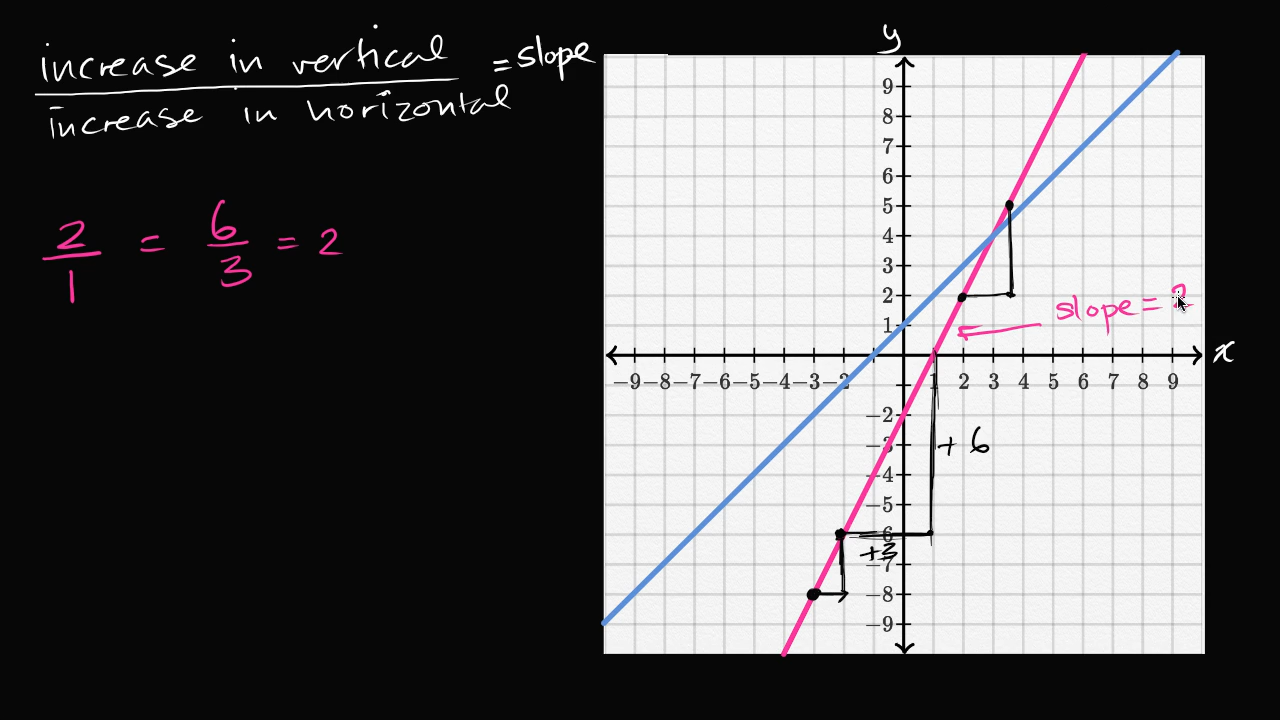 increase in vertical
increase in horizontal
= slope
2/1 = 6/3 = 2
y
9
8
7
6
5
4
3
2
1
slope =
x
−9 −8 −7 −6 −5 −4 −3 −2 1 2 3 4 5 6 7 8 9
−2
−3
+ 6
−4
−5
−6
+3
−7
−8
−9